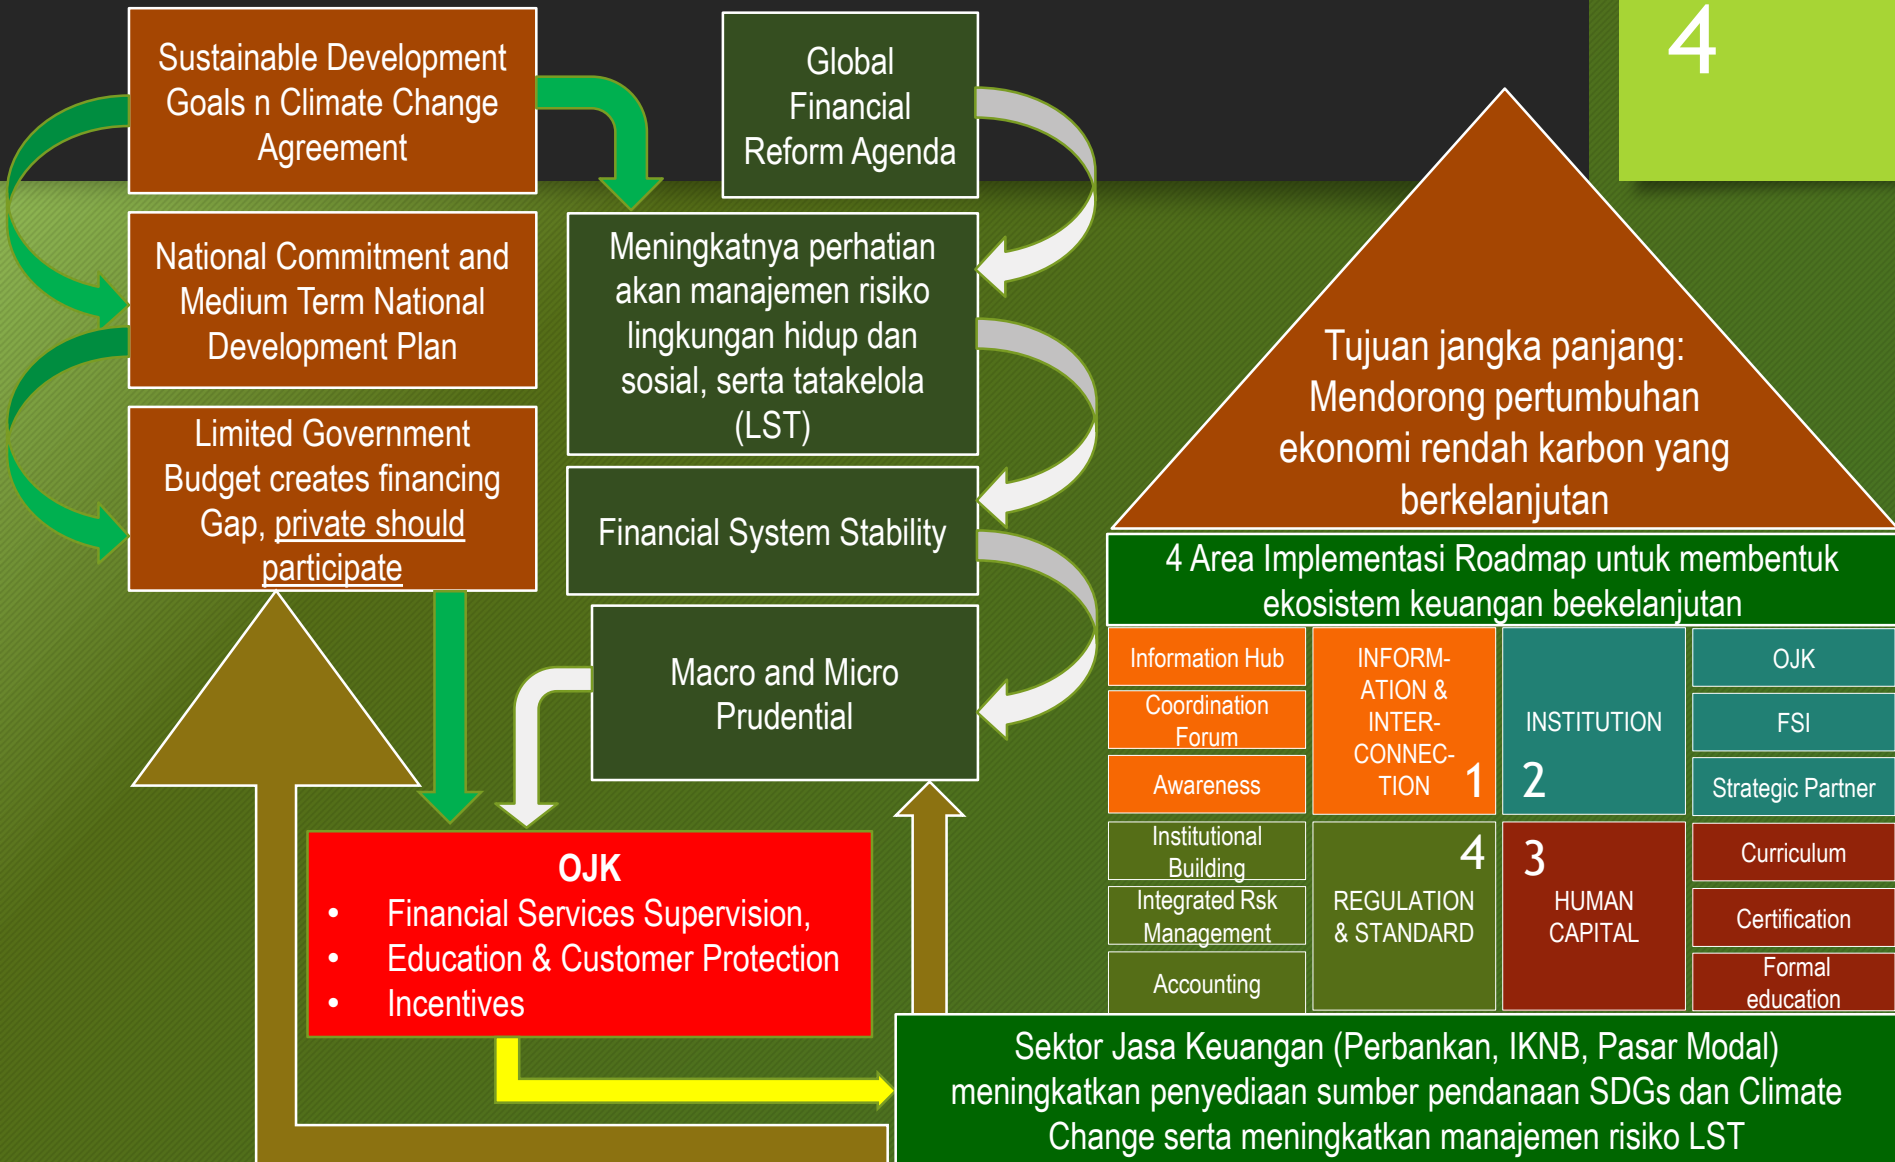 4
Sustainable Development
Goals n Climate Change
Agreement
Global
Financial
Reform Agenda
National Commitment and
Medium Term National
Development Plan
Meningkatnya perhatian
akan manajemen risiko
lingkungan hidup dan
sosial, serta tatakelola
(LST)
Limited Government
Budget creates financing
Gap, private should
participate
Financial System Stability
Macro and Micro
Prudential
OJK
• Financial Services Supervision,
• Education & Customer Protection
• Incentives
Tujuan jangka panjang:
Mendorong pertumbuhan
ekonomi rendah karbon yang
berkelanjutan
4 Area Implementasi Roadmap untuk membentuk
ekosistem keuangan beekelanjutan
Information Hub
Coordination
Forum
Awareness
INFORM-
ATION &
INTER-
CONNEC-
TION
1
INSTITUTION
2
OJK
FSI
Strategic Partner
Institutional
Building
Integrated Rsk
Management
Accounting
4
REGULATION
& STANDARD
3
HUMAN
CAPITAL
Curriculum
Certification
Formal
education
Sektor Jasa Keuangan (Perbankan, IKNB, Pasar Modal)
meningkatkan penyediaan sumber pendanaan SDGs dan Climate
Change serta meningkatkan manajemen risiko LST